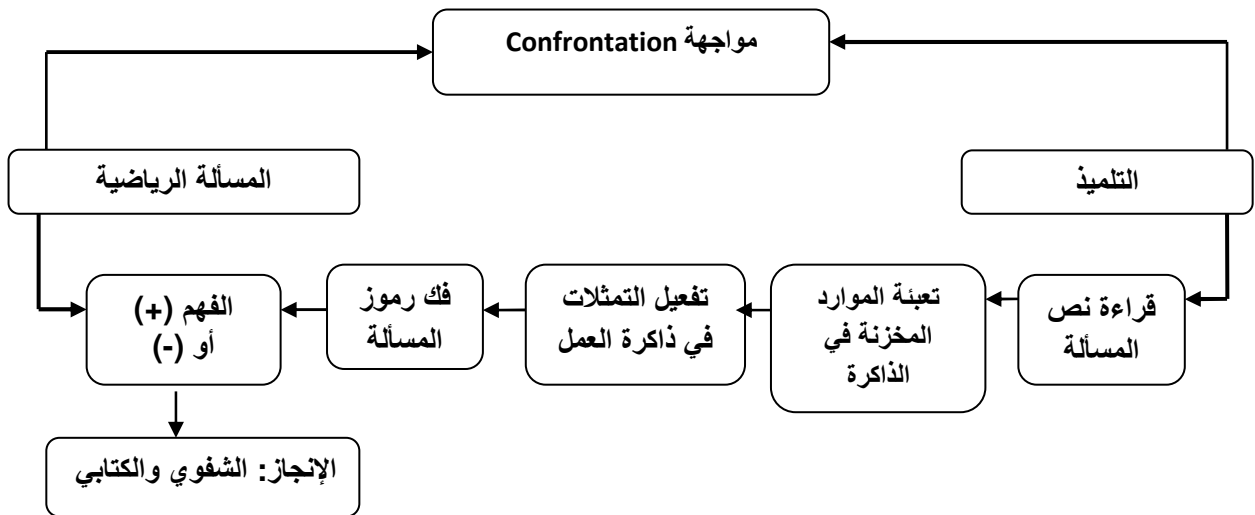 مواجهة Confrontation
التلميذ
المسألة الرياضية
قراءة نص
المسألة
تعبئة الموارد
المخزنة في
الذاكرة
تفعيل التمثلات
في ذاكرة العمل
فك رموز
المسألة
الفهم (+)
أو (-)
الإنجاز: الشفوي والكتابي